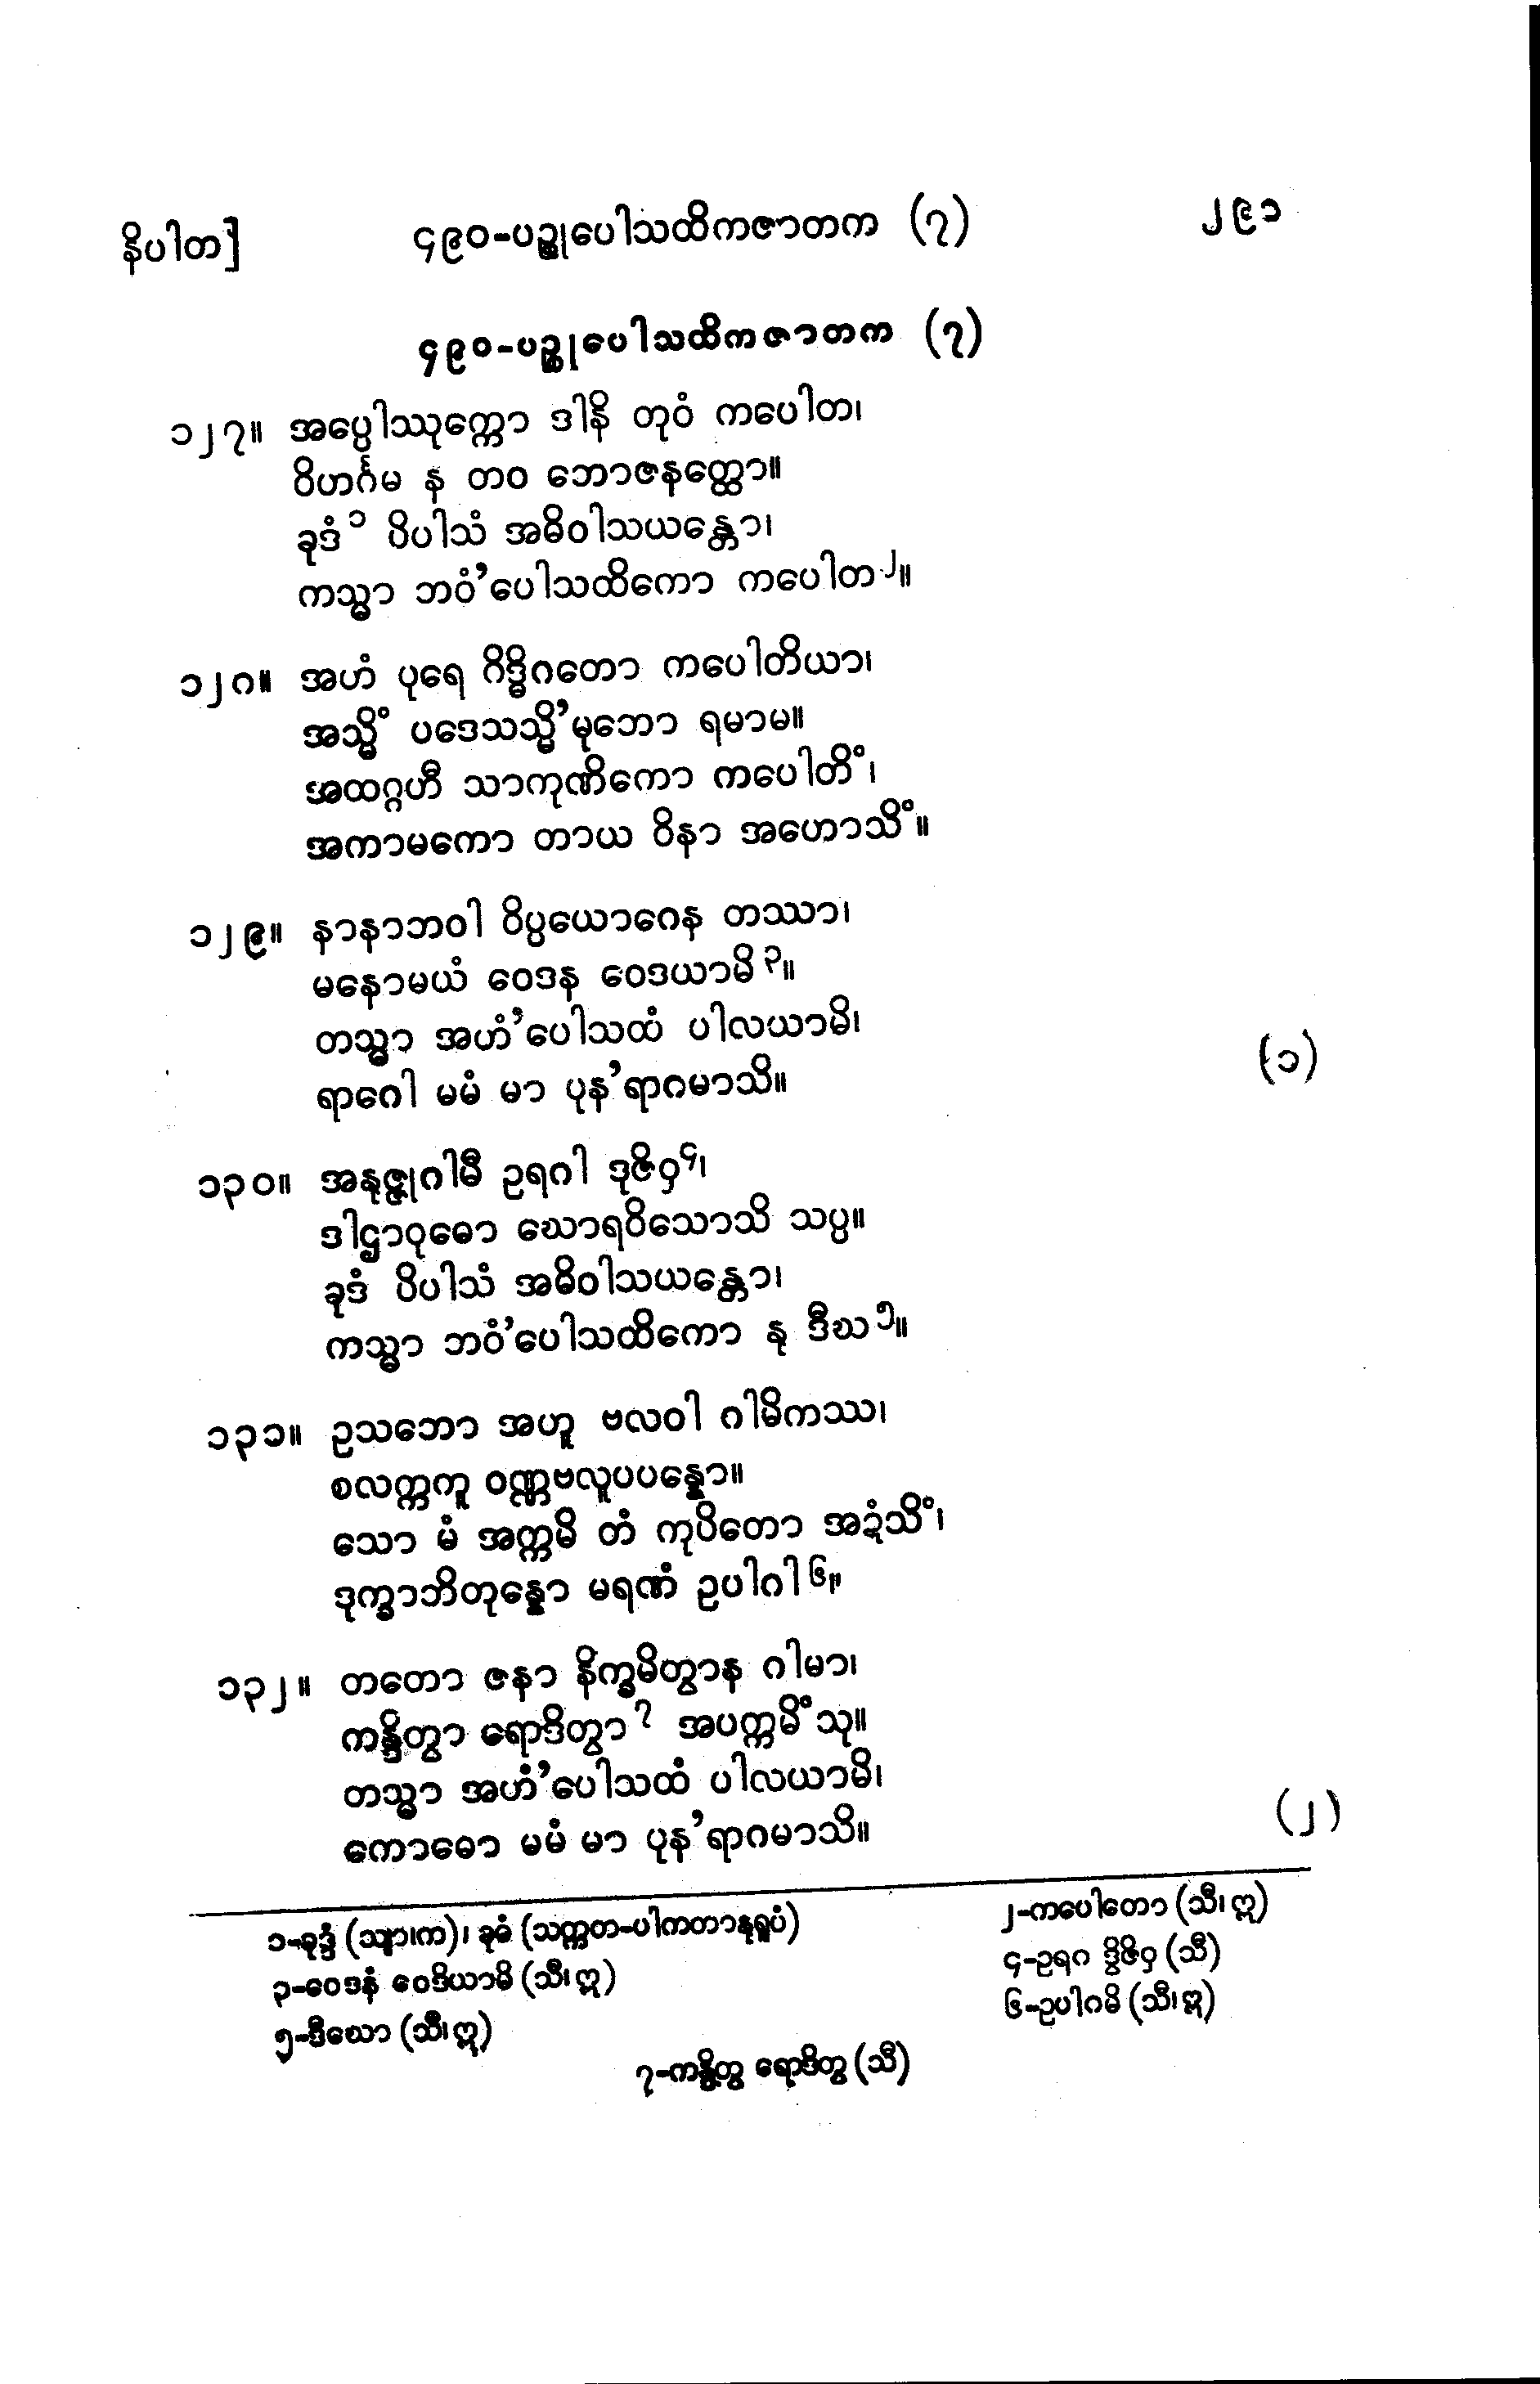 နိပါတ] ၄၉၀-ပဉ္စုပေါသထိကဇာတက (၇) ၂၉၁
၄၉၀-ပဉ္စုပေါသထိကဇာတက (၇)
၁၂၇။ အပ္ပေါဿုက္ကော ဒါနိ တုဝံ ကပေါတ၊
ဝိဟင်္ဂမ န တဝ ဘောဇနတ္ထော။
ခုဒံ၁ ပိပါသံ အဓိဝါသယန္တော၊
ကသ္မာ ဘဝံ’ပေါသထိကော ကပေါတ၂။
၁၂၈။ အဟံ ပုရေ ဂိဒ္ဓိဂတော ကပေါတိယာ၊
အသ္မိံ ပဒေသသ္မိ’မုဘော ရမာမ။
အထဂ္ဂဟီ သာကုဏိကော ကပေါတိံ၊
အကာမကော တာယ ဝိနာ အဟောသိံ။
၁၂၉။ နာနာဘဝါ ဝိပ္ပယောဂေန တဿာ၊
မနောမယံ ဝေဒန ဝေဒယာမိ၃။
တသ္မာ အဟံ’ပေါသထံ ပါလယာမိ၊
ရာဂေါ မမံ မာ ပုန’ရာဂမာသိ။ (၁)
၁၃၀။ အနုဇ္ဇုဂါမီ ဥရဂါ ဒုဇိဝှ၄၊
ဒါဌာဝုဓော ဃောရဝိသောသိ သပ္ပ။
ခုဒံ ပိပါသံ အဓိဝါသယန္တော၊
ကသ္မာ ဘဝံ’ပေါသထိကော နု ဒီဃ၅။
၁၃၁။ ဥသဘော အဟူ ဗလဝါ ဂါမိကဿ၊
စလက္ကကူ ဝဏ္ဏဗလူပပန္နော။
သော မံ အက္ကမိ တံ ကုပိတော အဍံသိံ၊
ဒုက္ခာဘိတုန္နော မရဏံ ဥပါဂါ၆။
၁၃၂။ တတော ဇနာ နိက္ခမိတွာန ဂါမာ၊
ကန္ဒိတွာ ရောဒိတွာ၇ အပက္ကမိံသု။
တသ္မာ အဟံ’ပေါသထံ ပါလယာမိ၊
ကောဓော မမံ မာ ပုန’ရာဂမာသိ။ (၂)
၁-ခုဒ္ဒံ (သျာ၊က)၊ ခုဓံ (သက္ကတ-ပါကတာနုရူပံ) ၂-ကပေါတော (သီ၊ဣ)
၃-ဝေဒနံ ဝေဒိယာမိ (သီ၊ဣ) ၄-ဥရဂ ဒွိဇိဝှ (သီ)
၅-ဒီဃော (သီ၊ဣ) ၆-ဥပါဂမိ (သီ၊ဣ)
၇-ကန္ဒိတွ ရောဒိတွ (သီ)